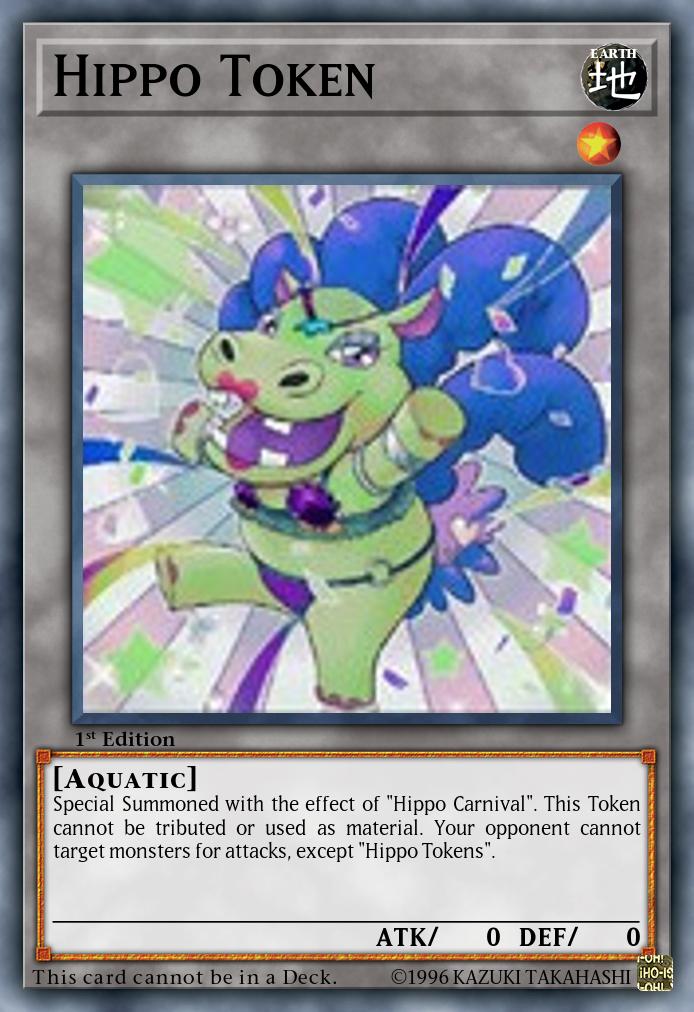 Hippo Token
EARTH
地
1st Edition
[Aquatic]
Special Summoned with the effect of "Hippo Carnival". This Token
cannot be tributed or used as material. Your opponent cannot
target monsters for attacks, except "Hippo Tokens".
ATK/ 0 DEF/ 0
This card cannot be in a Deck. ©1996 KAZUKI TAKAHASHI